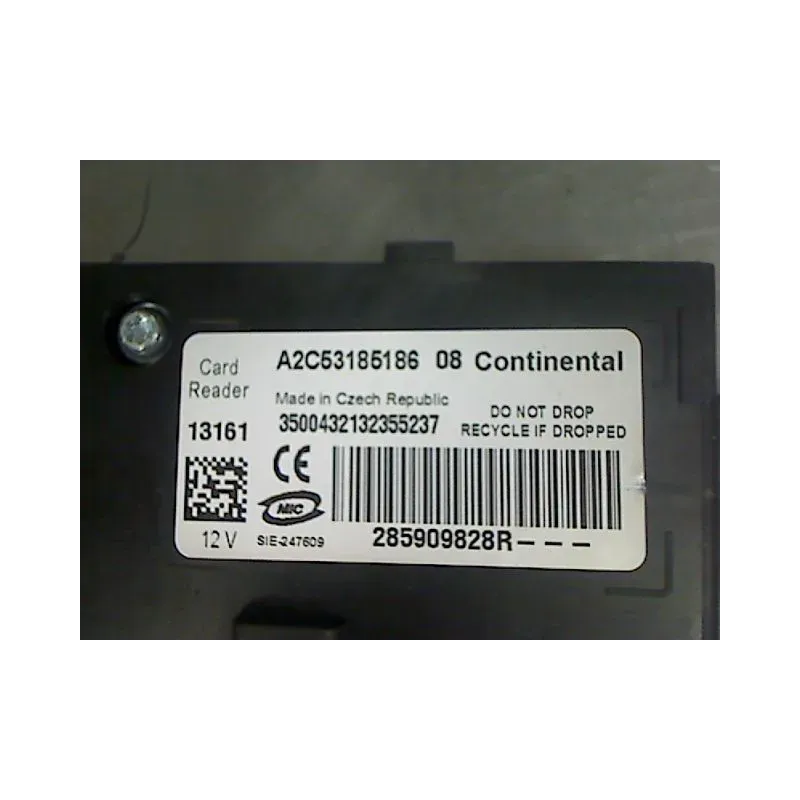 Card Reader
A2C53185186 08 Continental
Made in Czech Republic
13161
3500432132355237
DO NOT DROP
RECYCLE IF DROPPED
CE
MIC
12 V
SIE-247609
285909828R---